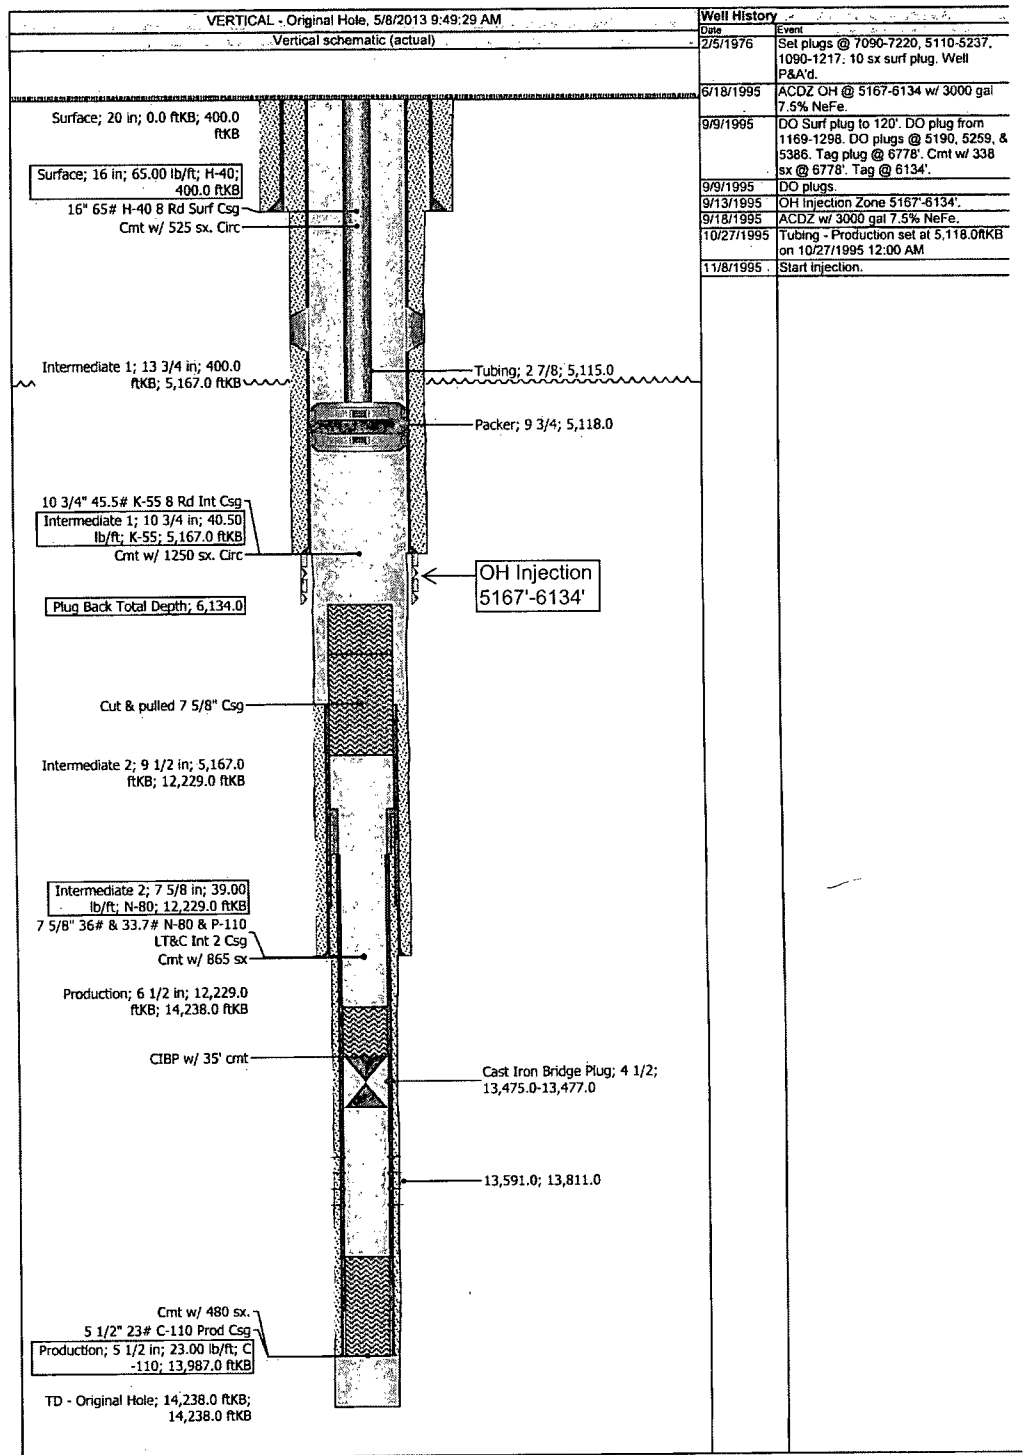 VERTICAL - Original Hole, 5/8/2013 9:49:29 AM
Vertical schematic (actual)
Surface; 20 in; 0.0 ftKB; 400.0
ftKB
Surface; 16 in; 65.00 lb/ft; H-40;
400.0 ftKB
16" 65# H-40 8 Rd Surf Csg
Cmt w/ 525 sx. Circ
Intermediate 1; 13 3/4 in; 400.0
ftKB; 5,167.0 ftKB
Tubing; 2 7/8; 5,115.0
Packer; 9 3/4; 5,118.0
10 3/4" 45.5# K-55 8 Rd Int Csg
Intermediate 1; 10 3/4 in; 40.50
lb/ft; K-55; 5,167.0 ftKB
Cmt w/ 1250 sx. Circ
OH Injection
5167'-6134'
Plug Back Total Depth; 6,134.0
Cut & pulled 7 5/8" Csg
Intermediate 2; 9 1/2 in; 5,167.0
ftKB; 12,229.0 ftKB
Intermediate 2; 7 5/8 in; 39.00
lb/ft; N-80; 12,229.0 ftKB
7 5/8" 36# & 33.7# N-80 & P-110
LT&C Int 2 Csg
Cmt w/ 865 sx
Production; 6 1/2 in; 12,229.0
ftKB; 14,238.0 ftKB
CIBP w/ 35' cmt
Cast Iron Bridge Plug; 4 1/2;
13,475.0-13,477.0
13,591.0; 13,811.0
Cmt w/ 480 sx.
5 1/2" 23# C-110 Prod Csg
Production; 5 1/2 in; 23.00 lb/ft; C
-110; 13,987.0 ftKB
TD - Original Hole; 14,238.0 ftKB;
14,238.0 ftKB
Well History
Date Event
2/5/1976 Set plugs @ 7090-7220, 5110-5237,
1090-1217; 10 sx surf plug. Well
P&A'd.
6/18/1995 ACDZ OH @ 5167-6134 w/ 3000 gal
7.5% NeFe.
9/9/1995 DO Surf plug to 120'. DO plug from
1169-1298. DO plugs @ 5190, 5259, &
5386. Tag plug @ 6778'. Cmt w/ 338
sx @ 6778'. Tag @ 6134'.
9/9/1995 DO plugs.
9/13/1995 OH Injection Zone 5167'-6134'.
9/18/1995 ACDZ w/ 3000 gal 7.5% NeFe.
10/27/1995 Tubing - Production set at 5,118.0ftKB
on 10/27/1995 12:00 AM
11/8/1995 Start injection.